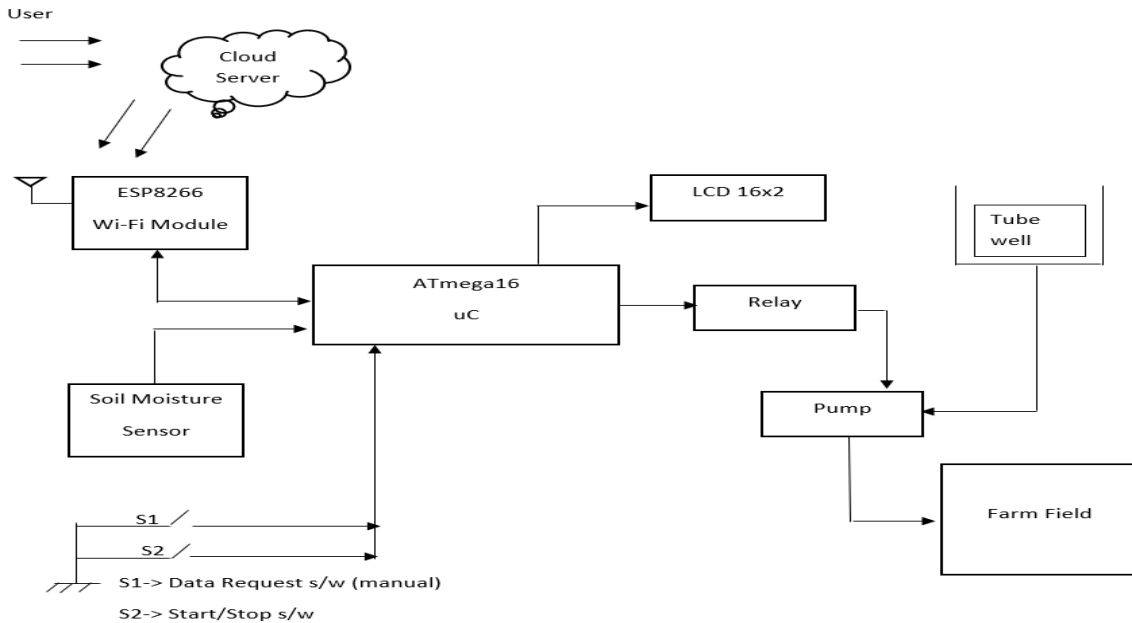 User
Cloud
Server
ESP8266
Wi-Fi Module
LCD 16x2
Tube
well
ATmega16
uC
Relay
Soil Moisture
Sensor
Pump
Farm Field
S1
S2
S1-> Data Request s/w (manual)
S2-> Start/Stop s/w